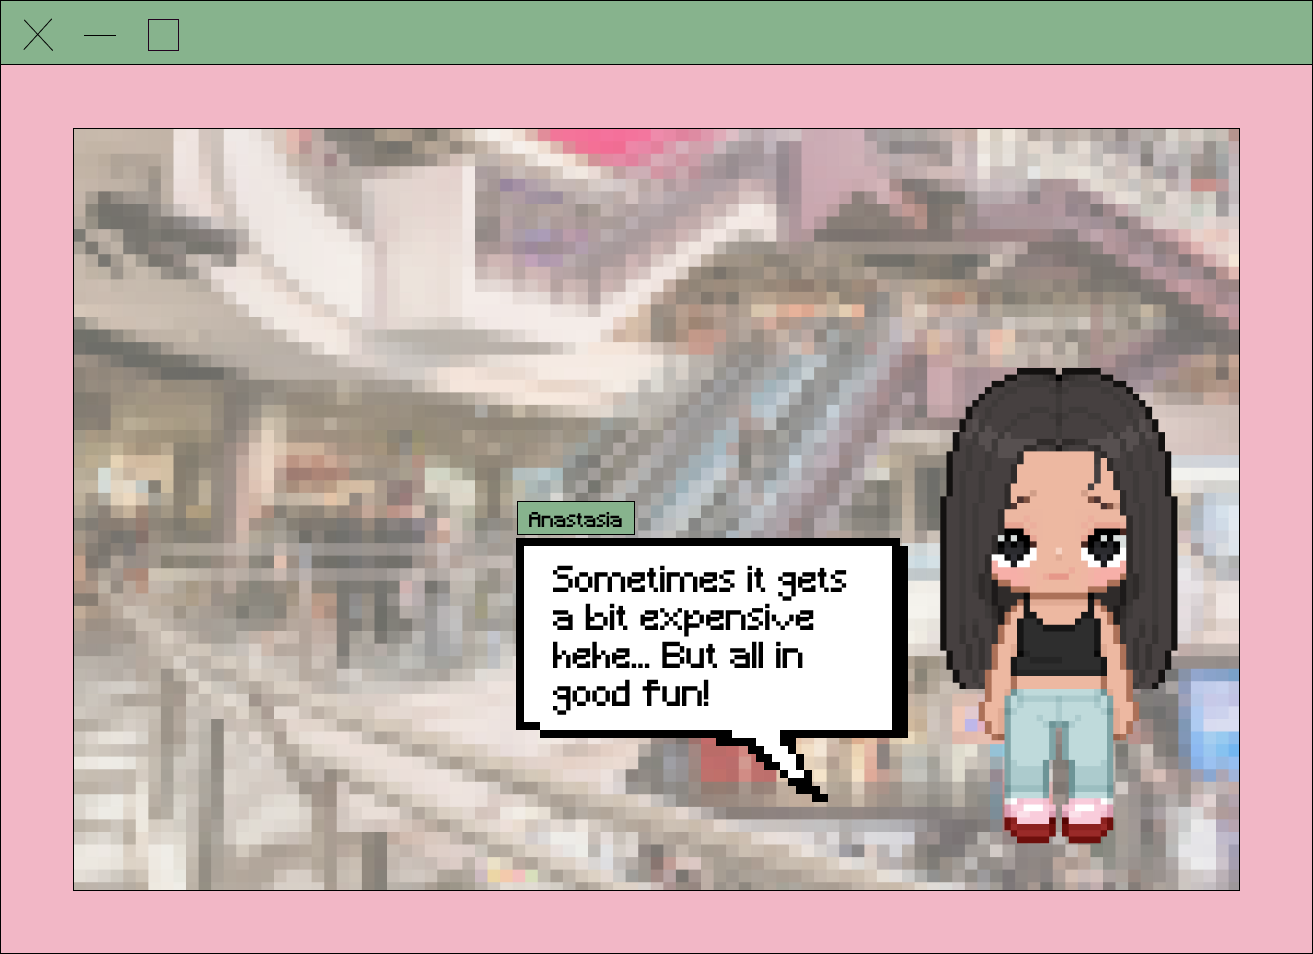 Anastasia
Sometimes it gets
a bit expensive
hehe... But all in
good fun!